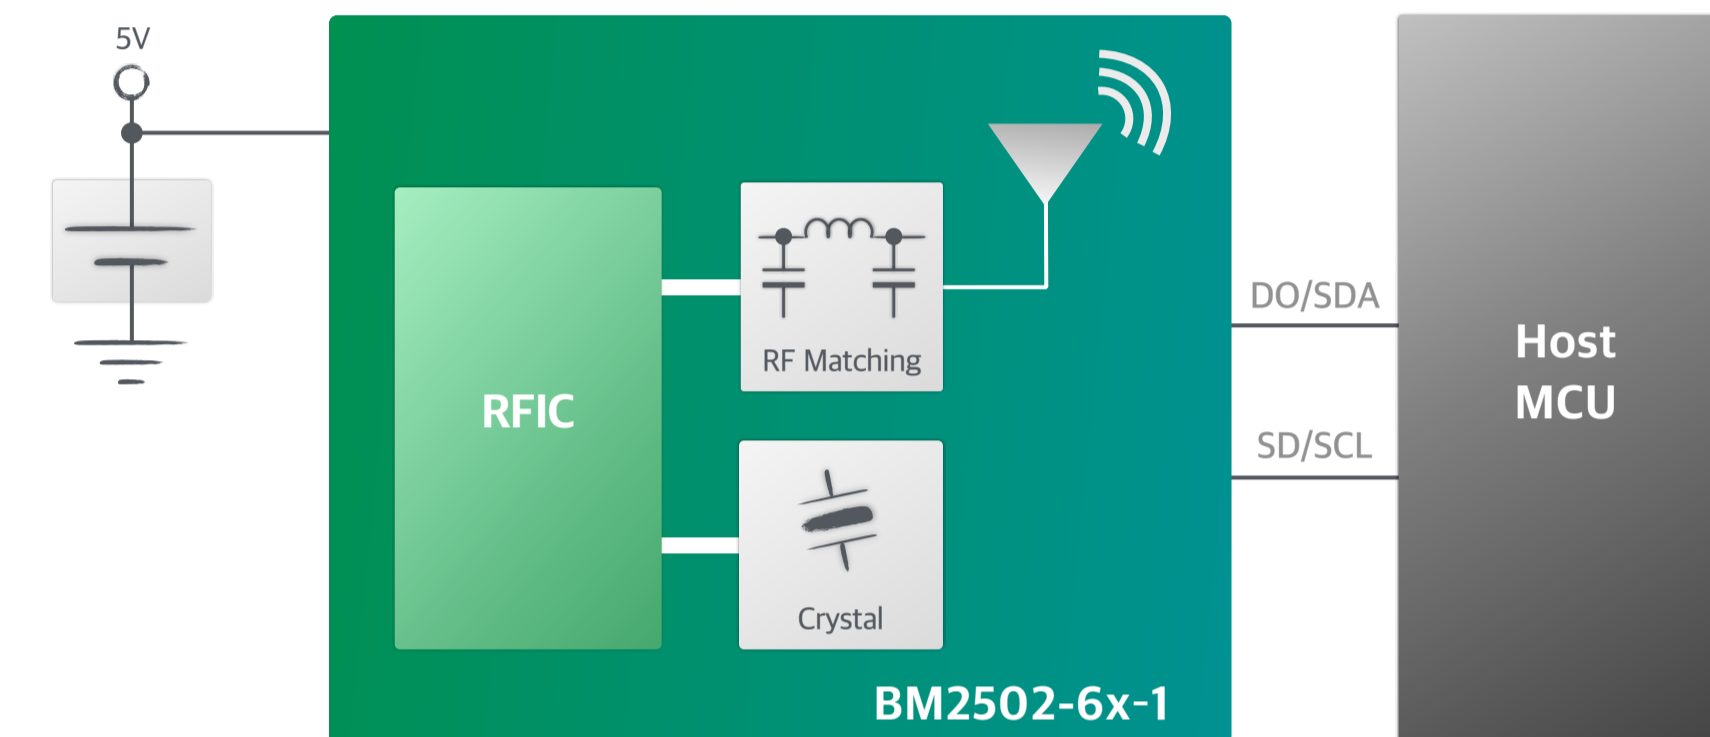 5V
RFIC
RF Matching
Crystal
BM2502-6x-1
DO/SDA
SD/SCL
Host
MCU